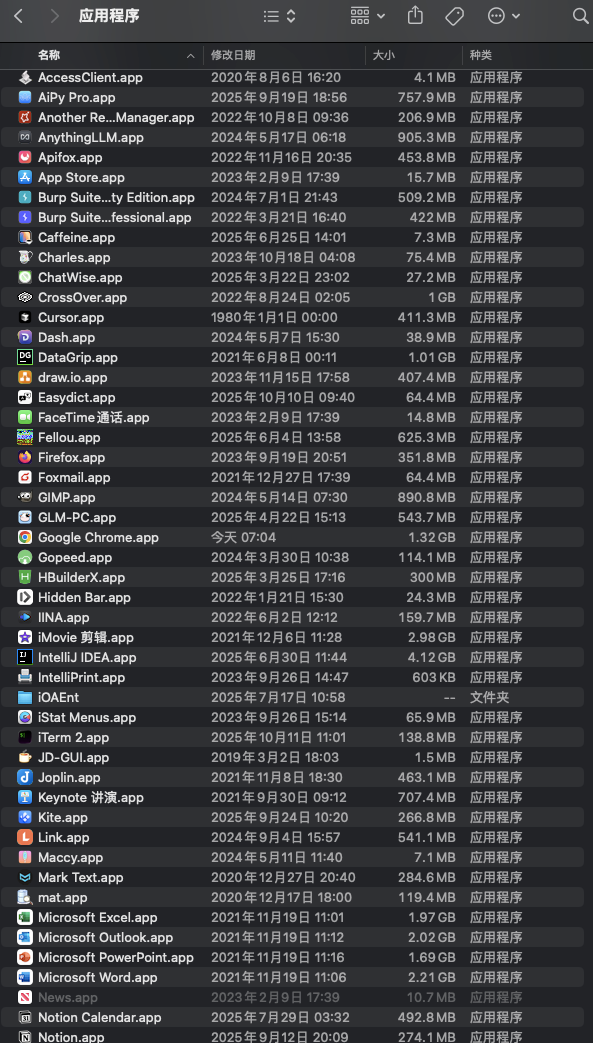 应用程序
名称 修改日期 大小 种类
AccessClient.app 2020年8月6日 16:20 4.1 MB 应用程序
AiPy Pro.app 2025年9月19日 18:56 757.9 MB 应用程序
Another Re...Manager.app 2022年10月8日 09:36 206.9 MB 应用程序
AnythingLLM.app 2024年5月17日 06:18 905.3 MB 应用程序
Apifox.app 2022年11月16日 20:35 453.8 MB 应用程序
App Store.app 2023年2月9日 17:39 15.7 MB 应用程序
Burp Suite...ty Edition.app 2024年7月1日 21:43 509.2 MB 应用程序
Burp Suite...fessional.app 2022年3月21日 16:40 422 MB 应用程序
Caffeine.app 2025年6月25日 14:01 7.3 MB 应用程序
Charles.app 2023年10月18日 04:08 75.4 MB 应用程序
ChatWise.app 2025年3月22日 23:02 27.2 MB 应用程序
CrossOver.app 2022年8月24日 02:05 1 GB 应用程序
Cursor.app 1980年1月1日 00:00 411.3 MB 应用程序
Dash.app 2024年5月7日 15:30 38.9 MB 应用程序
DataGrip.app 2021年6月8日 00:11 1.01 GB 应用程序
draw.io.app 2023年11月15日 17:58 407.4 MB 应用程序
Easydict.app 2025年10月10日 09:40 64.4 MB 应用程序
FaceTime通话.app 2023年2月9日 17:39 14.8 MB 应用程序
Fellou.app 2025年6月4日 13:58 625.3 MB 应用程序
Firefox.app 2023年9月19日 20:51 351.8 MB 应用程序
Foxmail.app 2021年12月27日 17:39 64.4 MB 应用程序
GIMP.app 2024年5月14日 07:30 890.8 MB 应用程序
GLM-PC.app 2025年4月22日 15:13 543.7 MB 应用程序
Google Chrome.app 今天 07:04 1.32 GB 应用程序
Gopeed.app 2024年3月30日 10:38 114.1 MB 应用程序
HBuilderX.app 2025年3月25日 17:16 300 MB 应用程序
Hidden Bar.app 2022年1月21日 15:30 24.3 MB 应用程序
IINA.app 2022年6月2日 12:12 159.7 MB 应用程序
iMovie 剪辑.app 2021年12月6日 11:28 2.98 GB 应用程序
IntelliJ IDEA.app 2025年6月30日 11:44 4.12 GB 应用程序
IntelliPrint.app 2023年9月26日 14:47 603 KB 应用程序
iOAEnt 2025年7月17日 10:58 -- 文件夹
iStat Menus.app 2023年9月26日 15:14 65.9 MB 应用程序
iTerm 2.app 2025年10月11日 11:01 138.8 MB 应用程序
JD-GUI.app 2019年3月2日 18:03 1.5 MB 应用程序
Joplin.app 2021年11月8日 18:30 463.1 MB 应用程序
Keynote 讲演.app 2021年9月30日 09:12 707.4 MB 应用程序
Kite.app 2025年9月24日 10:20 266.8 MB 应用程序
Link.app 2024年9月4日 15:57 541.1 MB 应用程序
Maccy.app 2024年5月11日 11:40 7.1 MB 应用程序
Mark Text.app 2020年12月27日 20:40 284.6 MB 应用程序
mat.app 2020年12月17日 18:00 119.4 MB 应用程序
Microsoft Excel.app 2021年11月19日 11:01 1.97 GB 应用程序
Microsoft Outlook.app 2021年11月19日 11:12 2.02 GB 应用程序
Microsoft PowerPoint.app 2021年11月19日 11:16 1.69 GB 应用程序
Microsoft Word.app 2021年11月19日 11:06 2.21 GB 应用程序
News.app 2023年2月9日 17:39 10.7 MB 应用程序
Notion Calendar.app 2025年7月29日 03:32 492.8 MB 应用程序
Notion.app 2025年9月12日 20:09 274.1 MB 应用程序